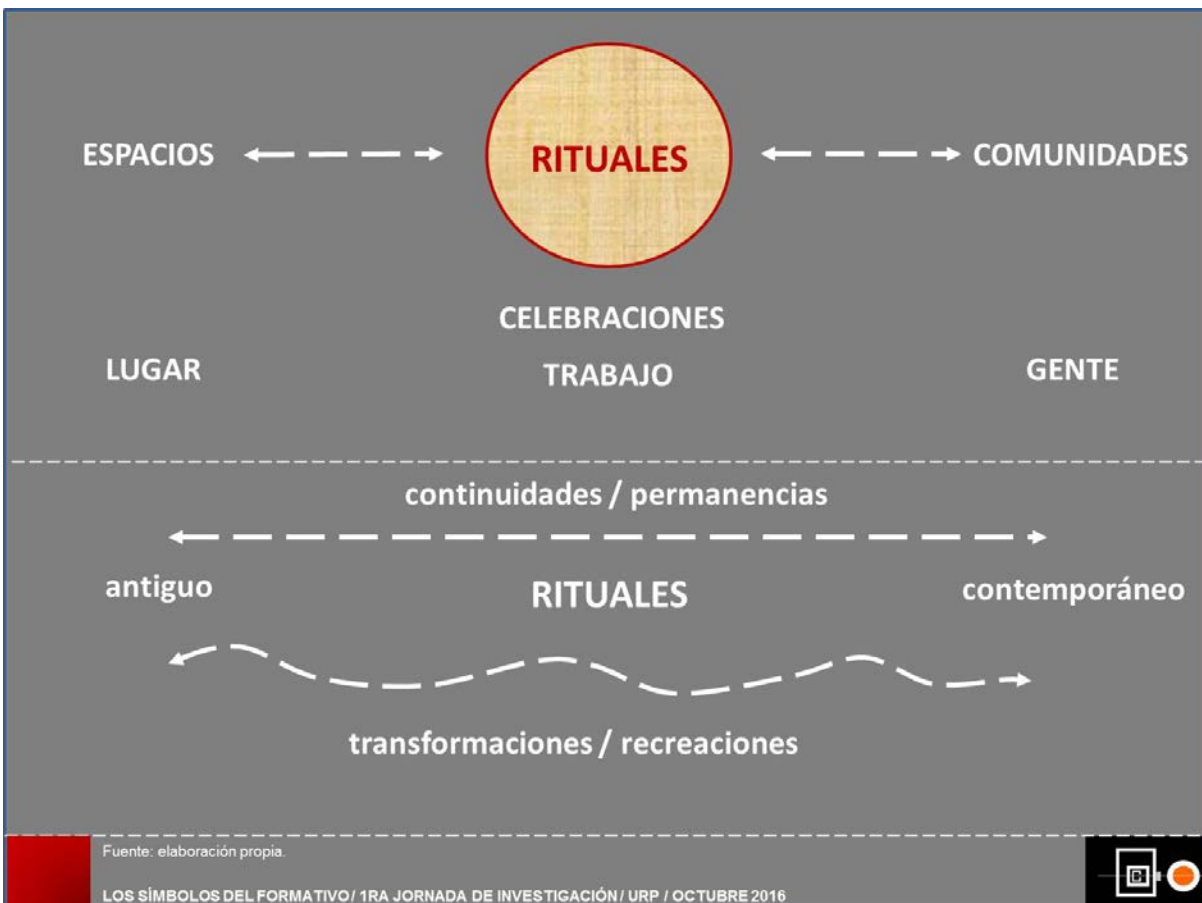 ESPACIOS
RITUALES
COMUNIDADES
CELEBRACIONES
LUGAR
TRABAJO
GENTE
continuidades / permanencias
antiguo
RITUALES
contemporáneo
transformaciones / recreaciones
Fuente: elaboración propia.
LOS SÍMBOLOS DEL FORMATIVO/ 1RA JORNADA DE INVESTIGACIÓN/ URP / OCTUBRE 2016